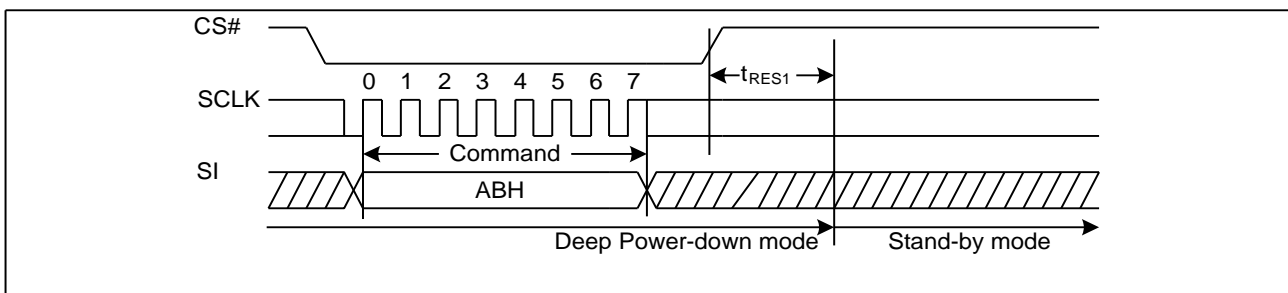 CS#
tRES1
0 1 2 3 4 5 6 7
SCLK
Command
SI
ABH
Deep Power-down mode Stand-by mode